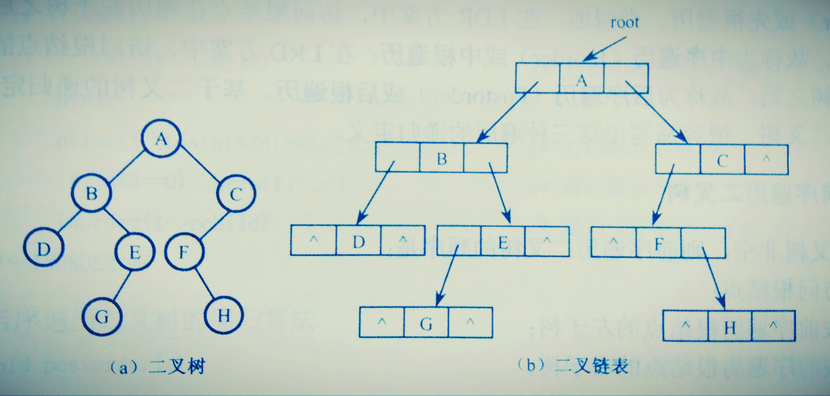 root
A
B C
D E F
G H
^ A
B
C ^
^ D ^
E ^
^ F
^ G ^
^ H ^
(a) 二叉树
(b) 二叉链表